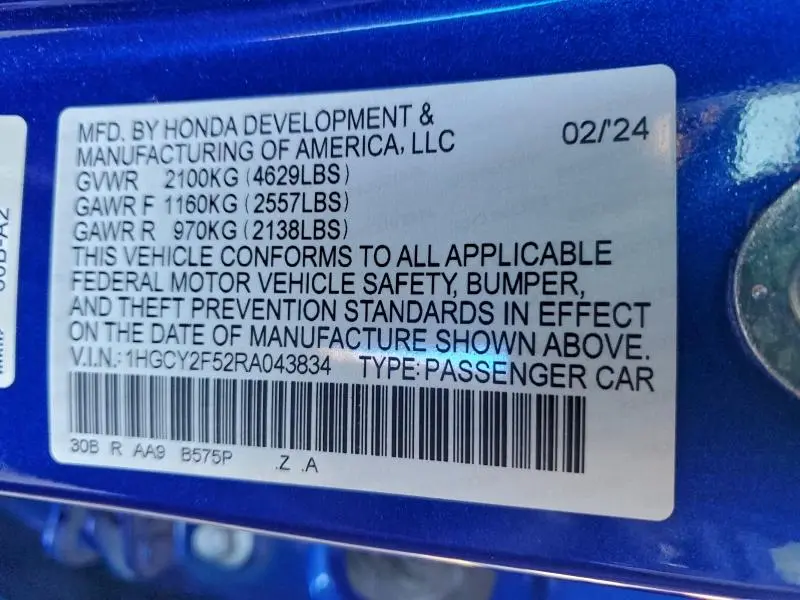 MFD. BY HONDA DEVELOPMENT &
MANUFACTURING OF AMERICA, LLC
02/'24
GVWR 2100KG (4629LBS)
GAWR F 1160KG (2557LBS)
GAWR R 970KG (2138LBS)
THIS VEHICLE CONFORMS TO ALL APPLICABLE
FEDERAL MOTOR VEHICLE SAFETY, BUMPER,
AND THEFT PREVENTION STANDARDS IN EFFECT
ON THE DATE OF MANUFACTURE SHOWN ABOVE.
V.I.N.: 1HGCY2F52RA043834 TYPE: PASSENGER CAR
30B R AA9 B575P .Z .A